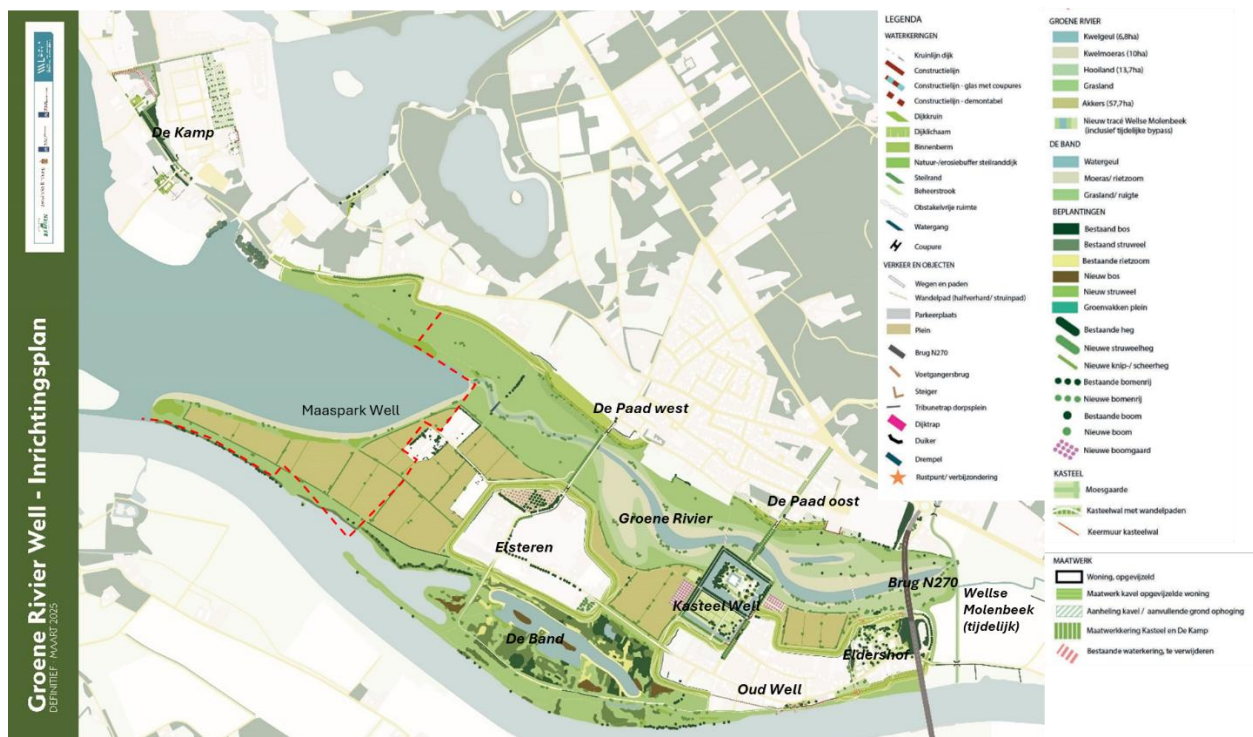 Groene Rivier Well - Inrichtingsplan
DEFINITIEF MAART 2025
De Kamp
Maaspark Well
De Paad west
De Paad oost
Groene Rivier
Elsteren
Kasteel Well
Brug N270
Wellse
Molenbeek
(tijdelijk)
De Band
Eldershof
Oud Well
LEGENDA
WATERKERINGEN
Kruinlijn dijk
Constructielijn
Constructielijn - glas met coupures
Constructielijn - demontabel
Dijkkruin
Dijklichaam
Binnenberm
Natuur-/erosiebuffer steilranddijk
Steilrand
Beheerstrook
Obstakelvrije ruimte
Watergang
Coupure
VERKEER EN OBJECTEN
Wegen en paden
Wandelpad (halfverhard/ struinpad)
Parkeerplaats
Plein
Brug N270
Voetgangersbrug
Steiger
Tribunetrap dorpsplein
Dijktrap
Duiker
Drempel
Rustpunt/ verbijzondering
GROENE RIVIER
Kwelgeul (6,8ha)
Kwelmoeras (10ha)
Hooiland (13,7ha)
Grasland
Akkers (57,7ha)
Nieuw tracé Wellse Molenbeek
(inclusief tijdelijke bypass)
DE BAND
Watergeul
Moeras/ rietzoom
Grasland/ ruigte
BEPLANTINGEN
Bestaand bos
Bestaand struweel
Bestaande rietzoom
Nieuw bos
Nieuw struweel
Groenvakken plein
Bestaande heg
Nieuwe struweelheg
Nieuwe knip-/ scheerheg
Bestaande bomenrij
Nieuwe bomenrij
Bestaande boom
Nieuwe boom
Nieuwe boomgaard
KASTEEL
Moesgaarde
Kasteelwal met wandelpaden
Keermuur kasteelwal
MAATWERK
Woning, opgevijzeld
Maatwerk kavel opgevijzelde woning
Aanheling kavel / aanvullende grond ophoging
Maatwerkkering Kasteel en De Kamp
Bestaande waterkering, te verwijderen